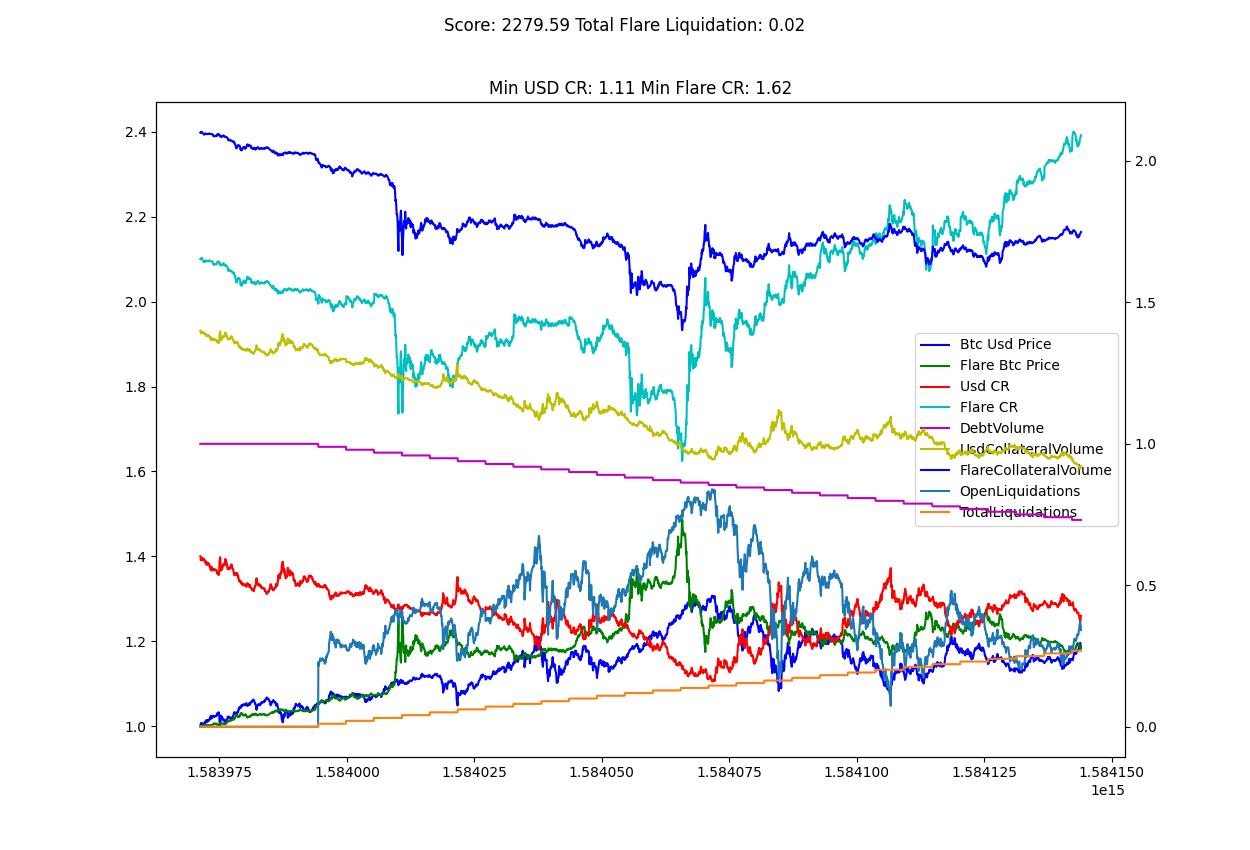 Score: 2279.59 Total Flare Liquidation: 0.02
Min USD CR: 1.11 Min Flare CR: 1.62
2.4
2.2
2.0
1.8
1.6
1.4
1.2
1.0
2.0
1.5
1.0
0.5
0.0
Btc Usd Price
Flare Btc Price
Usd CR
Flare CR
DebtVolume
UsdCollateralVolume
FlareCollateralVolume
OpenLiquidations
TotalLiquidations
1.583975 1.584000 1.584025 1.584050 1.584075 1.584100 1.584125 1.584150
1e15